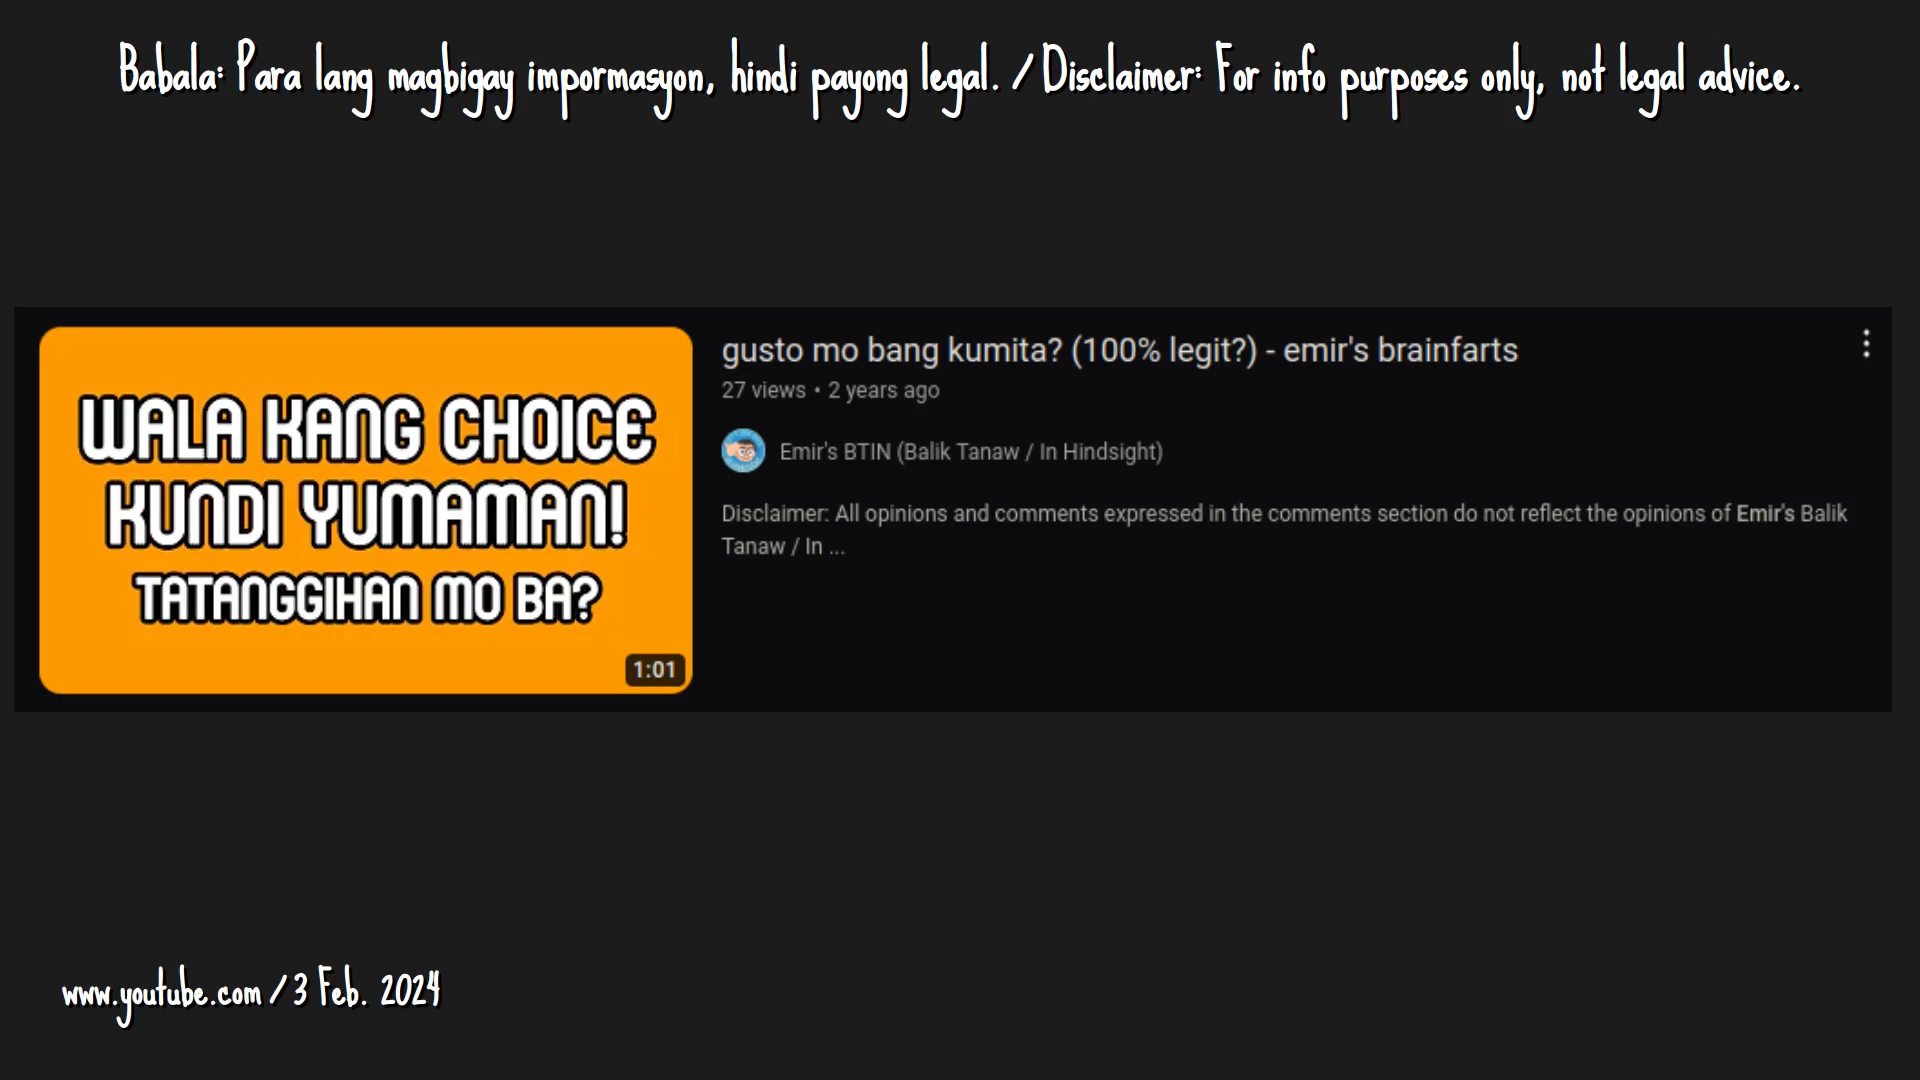 Babala: Para lang magbigay impormasyon, hindi payong legal. / Disclaimer: For info purposes only, not legal advice.
WALA KANG CHOICE
KUNDI YUMAMAN!
TATANGGIHAN MO BA?
1:01
gusto mo bang kumita? (100% legit?) - emir's brainfarts
27 views • 2 years ago
Emir's BTIN (Balik Tanaw / In Hindsight)
Disclaimer: All opinions and comments expressed in the comments section do not reflect the opinions of Emir's Balik
Tanaw / In ...
www.youtube.com / 3 Feb. 2024